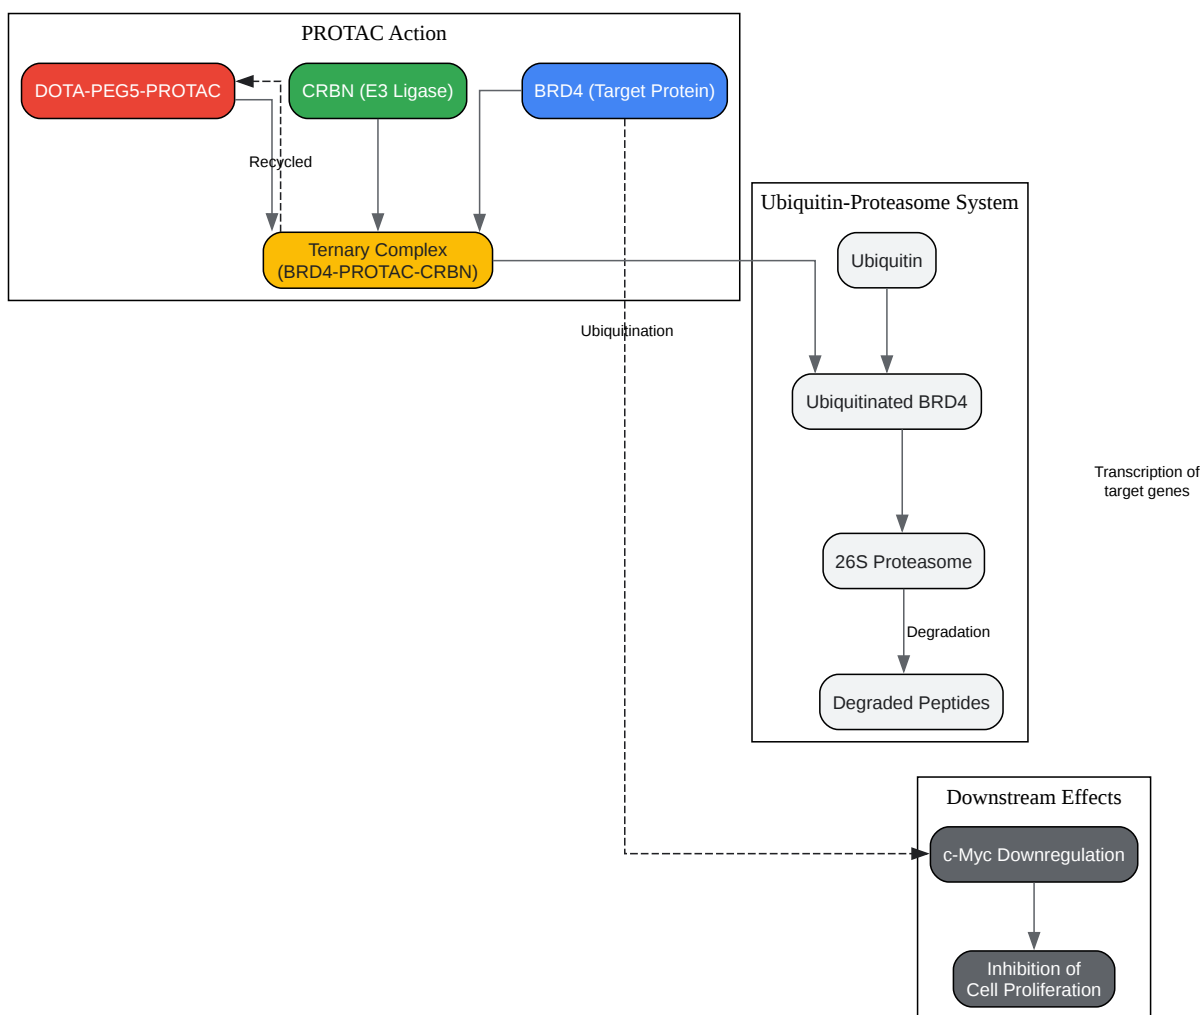 PROTAC Action
DOTA-PEG5-PROTAC
CRBN (E3 Ligase)
BRD4 (Target Protein)
Recycled
Ternary Complex
(BRD4-PROTAC-CRBN)
Ubiquitination
Ubiquitin-Proteasome System
Ubiquitin
Ubiquitinated BRD4
26S Proteasome
Degradation
Degraded Peptides
Transcription of
target genes
Downstream Effects
c-Myc Downregulation
Inhibition of
Cell Proliferation